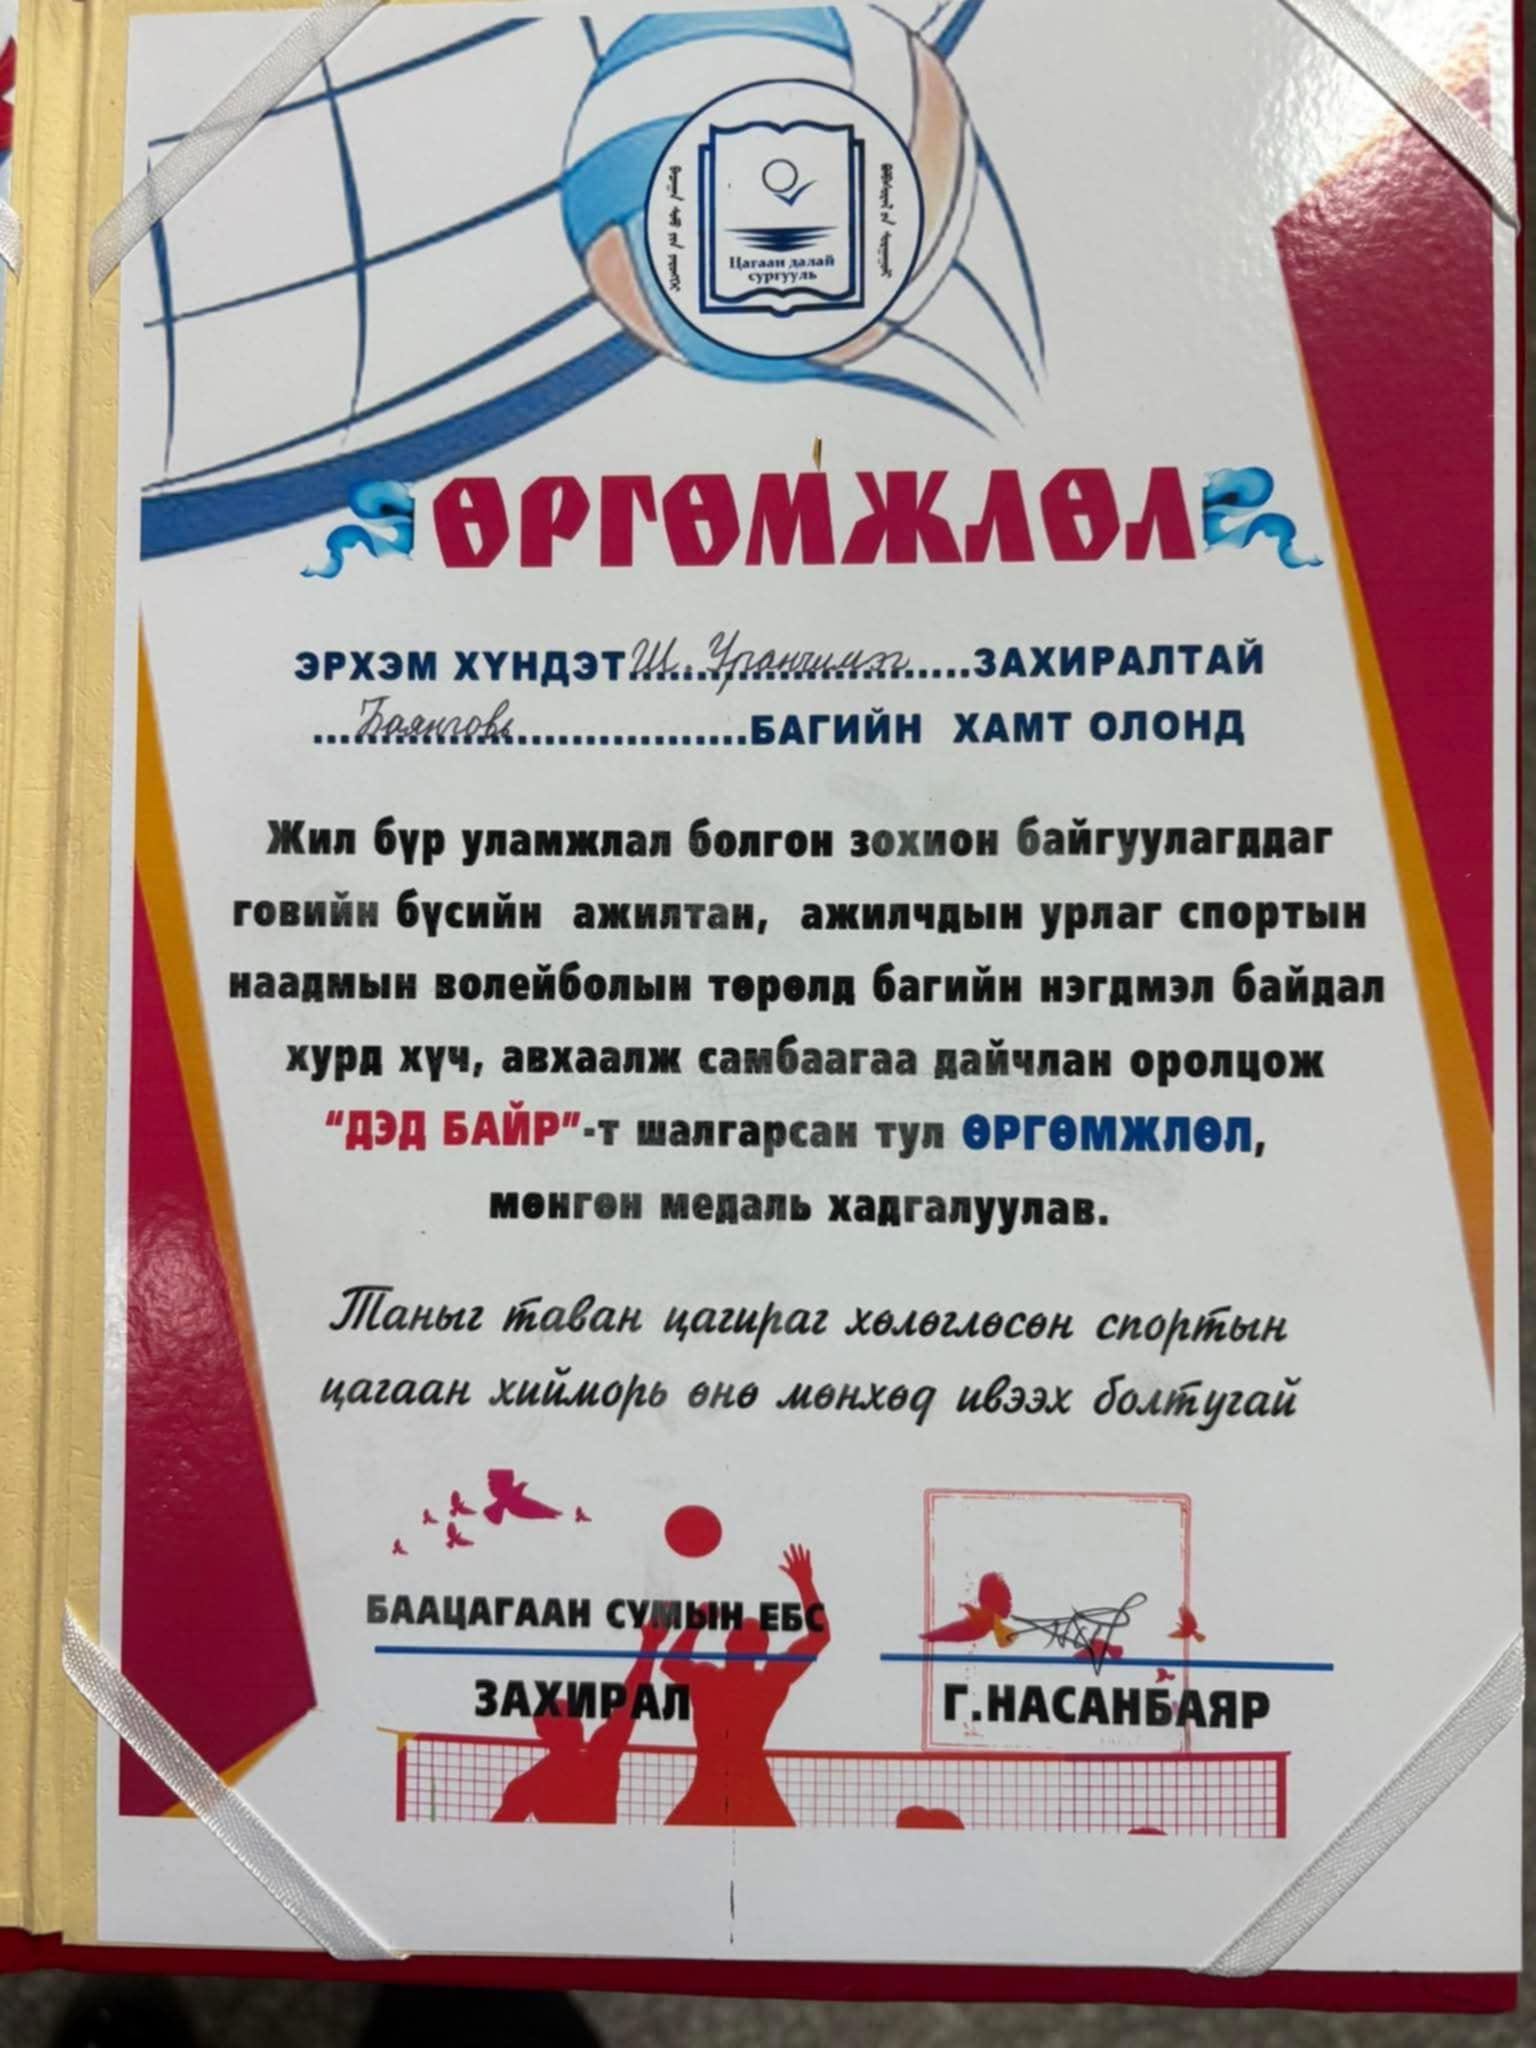 Цагаан далай
сургууль
ӨРГӨМЖЛӨЛ
ЭРХЭМ ХҮНДЭТ Ш. Уранчимэг ЗАХИРАЛТАЙ
Баянговь БАГИЙН ХАМТ ОЛОНД
Жил бүр уламжлал болгон зохион байгуулагддаг
говийн бүсийн ажилтан, ажилчдын урлаг спортын
наадмын волейболын төрөлд багийн нэгдмэл байдал
хурд хүч, авхаалж самбаагаа дайчлан оролцож
“ДЭД БАЙР”-т шалгарсан тул ӨРГӨМЖЛӨЛ,
мөнгөн медаль хадгалуулав.
Таныг таван цагираг хөлөглөсөн спортын
цагаан хийморь өнө мөнхөд ивээх болтугай
БААЦАГААН СУМЫН ЕБС
ЗАХИРАЛ
Г.НАСАНБАЯР